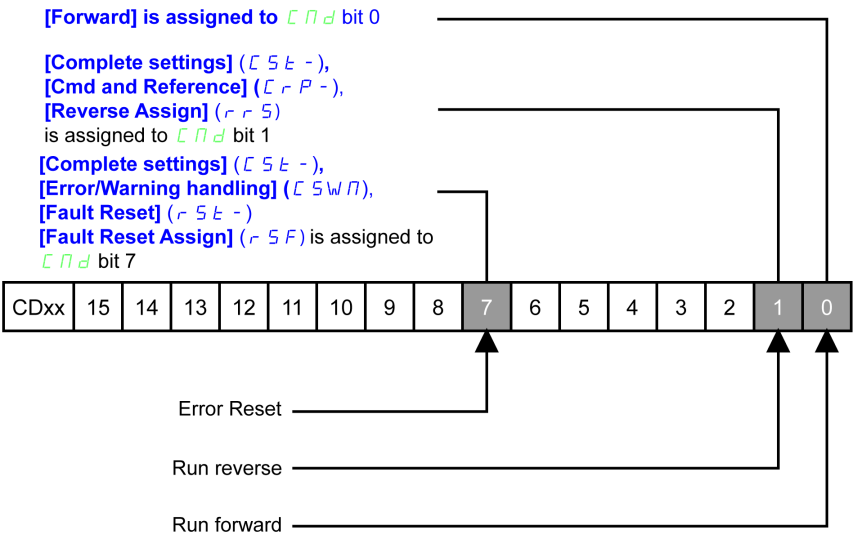 [Forward] is assigned to CMd bit 0
[Complete settings] (CSt-),
[Cmd and Reference] (CrP-),
[Reverse Assign] (rrS)
is assigned to CMd bit 1
[Complete settings] (CSt-),
[Error/Warning handling] (CSWM),
[Fault Reset] (rSt-)
[Fault Reset Assign] (rSF) is assigned to
CMd bit 7
CDxx 15 14 13 12 11 10 9 8 7 6 5 4 3 2 1 0
Error Reset
Run reverse
Run forward